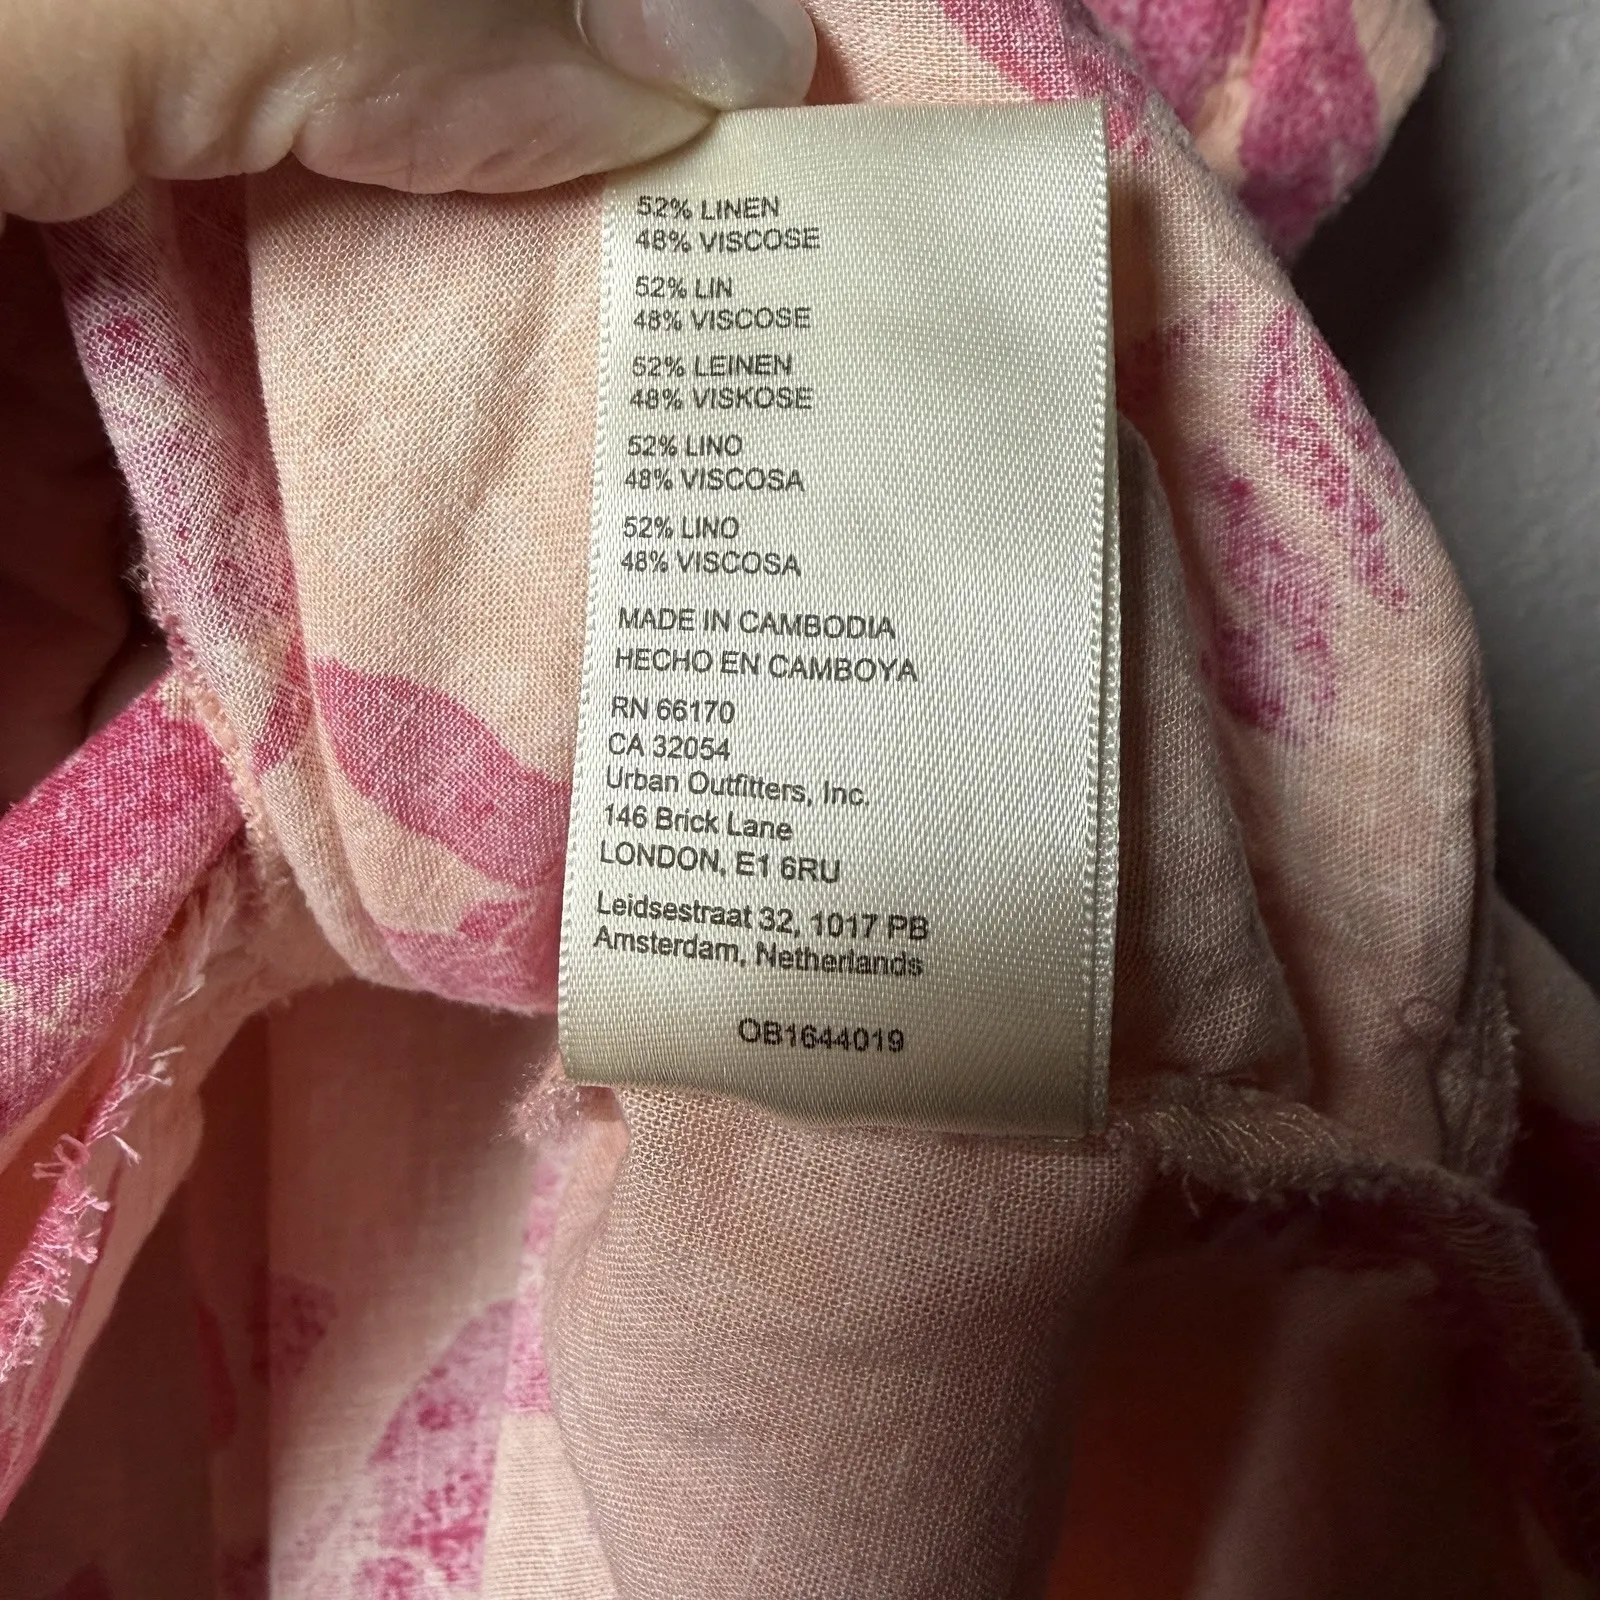 52% LINEN
48% VISCOSE
52% LIN
48% VISCOSE
52% LEINEN
48% VISKOSE
52% LINO
48% VISCOSA
52% LINO
48% VISCOSA
MADE IN CAMBODIA
HECHO EN CAMBOYA
RN 66170
CA 32054
Urban Outfitters, Inc.
146 Brick Lane
LONDON, E1 6RU
Leidsestraat 32, 1017 PB
Amsterdam, Netherlands
OB1644019